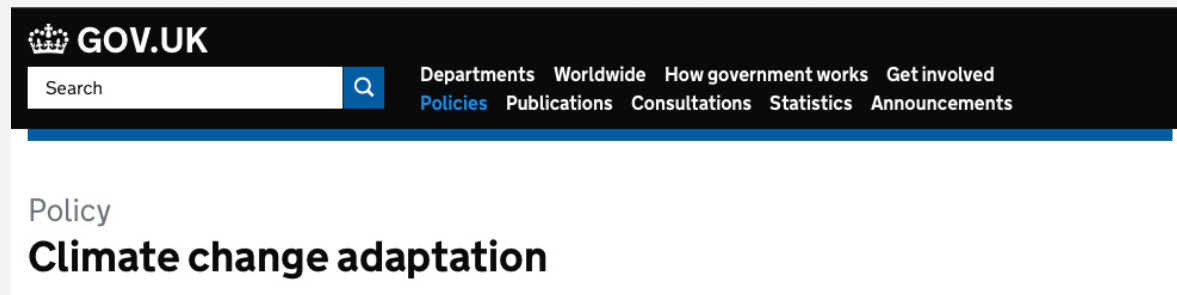 GOV.UK
Search
Departments Worldwide How government works Get involved
Policies Publications Consultations Statistics Announcements
Policy
Climate change adaptation